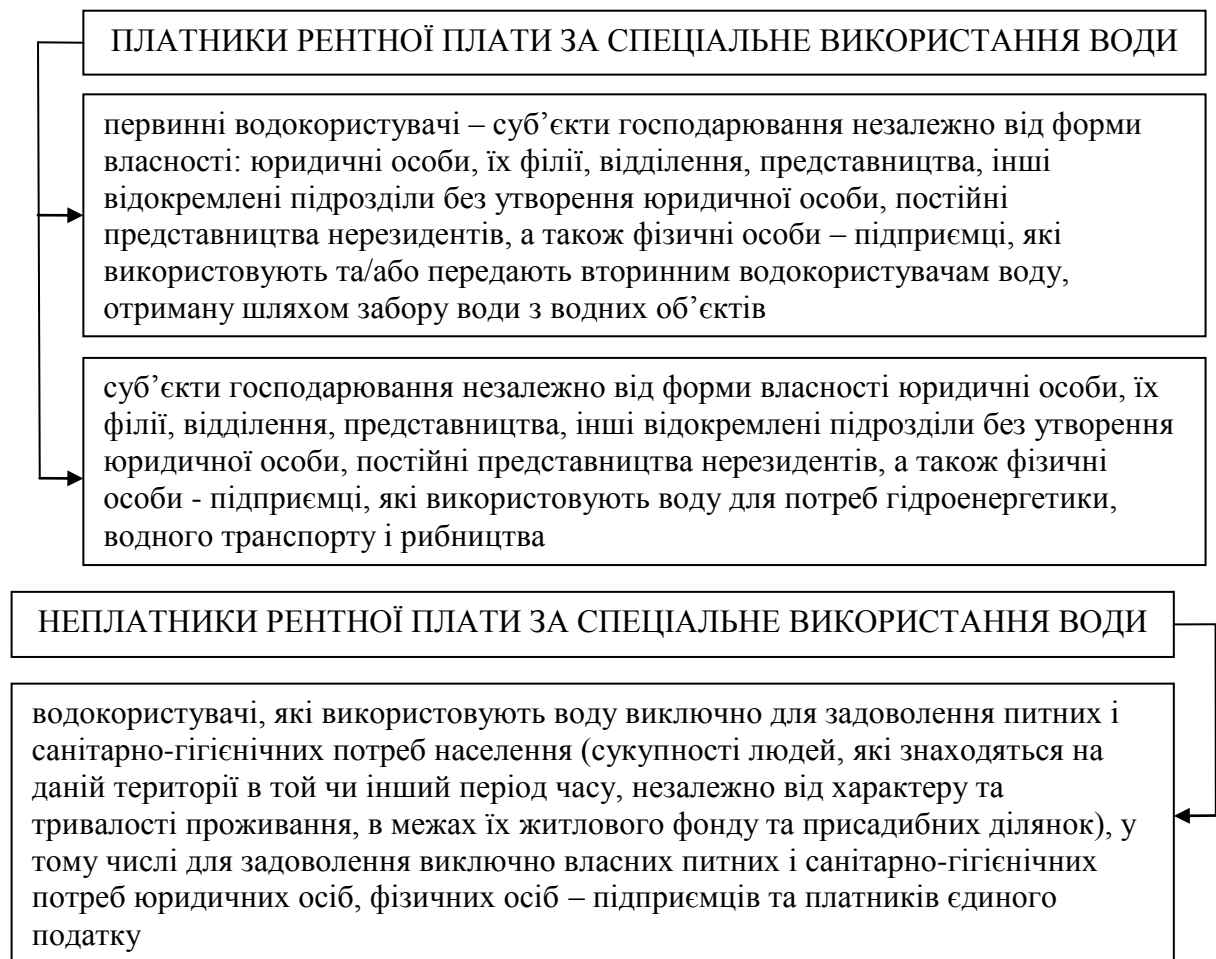 ПЛАТНИКИ РЕНТНОЇ ПЛАТИ ЗА СПЕЦІАЛЬНЕ ВИКОРИСТАННЯ ВОДИ
первинні водокористувачі – суб’єкти господарювання незалежно від форми
власності: юридичні особи, їх філії, відділення, представництва, інші
відокремлені підрозділи без утворення юридичної особи, постійні
представництва нерезидентів, а також фізичні особи – підприємці, які
використовують та/або передають вторинним водокористувачам воду,
отриману шляхом забору води з водних об’єктів
суб’єкти господарювання незалежно від форми власності юридичні особи, їх
філії, відділення, представництва, інші відокремлені підрозділи без утворення
юридичної особи, постійні представництва нерезидентів, а також фізичні
особи - підприємці, які використовують воду для потреб гідроенергетики,
водного транспорту і рибництва
НЕПЛАТНИКИ РЕНТНОЇ ПЛАТИ ЗА СПЕЦІАЛЬНЕ ВИКОРИСТАННЯ ВОДИ
водокористувачі, які використовують воду виключно для задоволення питних і
санітарно-гігієнічних потреб населення (сукупності людей, які знаходяться на
даній території в той чи інший період часу, незалежно від характеру та
тривалості проживання, в межах їх житлового фонду та присадибних ділянок), у
тому числі для задоволення виключно власних питних і санітарно-гігієнічних
потреб юридичних осіб, фізичних осіб – підприємців та платників єдиного
податку